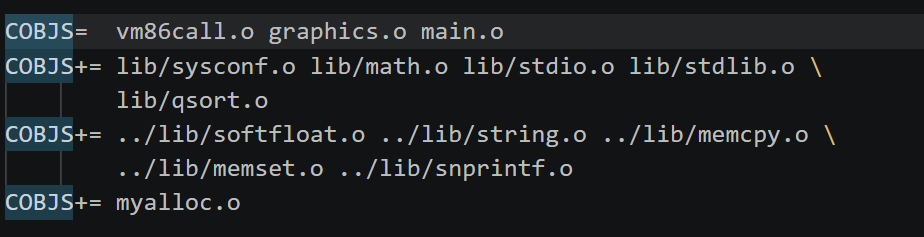 COBJS=  vm86call.o graphics.o main.o
COBJS+= lib/sysconf.o lib/math.o lib/stdio.o lib/stdlib.o \
        lib/qsort.o
COBJS+= ../lib/softfloat.o ../lib/string.o ../lib/memcpy.o \
        ../lib/memset.o ../lib/snprintf.o
COBJS+= myalloc.o